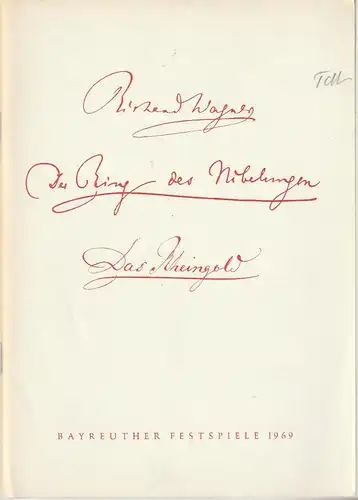 Richard Wagner
Der Ring des Nibelungen
Das Rheingold
BAYREUTHER FESTSPIELE 1969